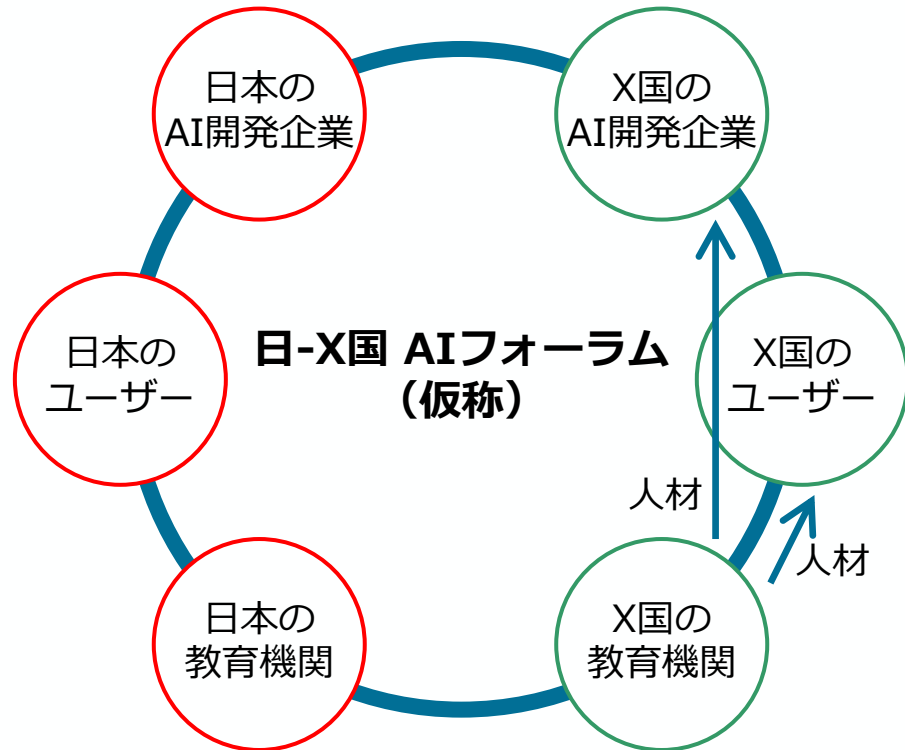 日本の
AI開発企業
X国の
AI開発企業
日本の
ユーザー
日-X国 AIフォーラム
（仮称）
X国の
ユーザー
人材
人材
日本の
教育機関
X国の
教育機関